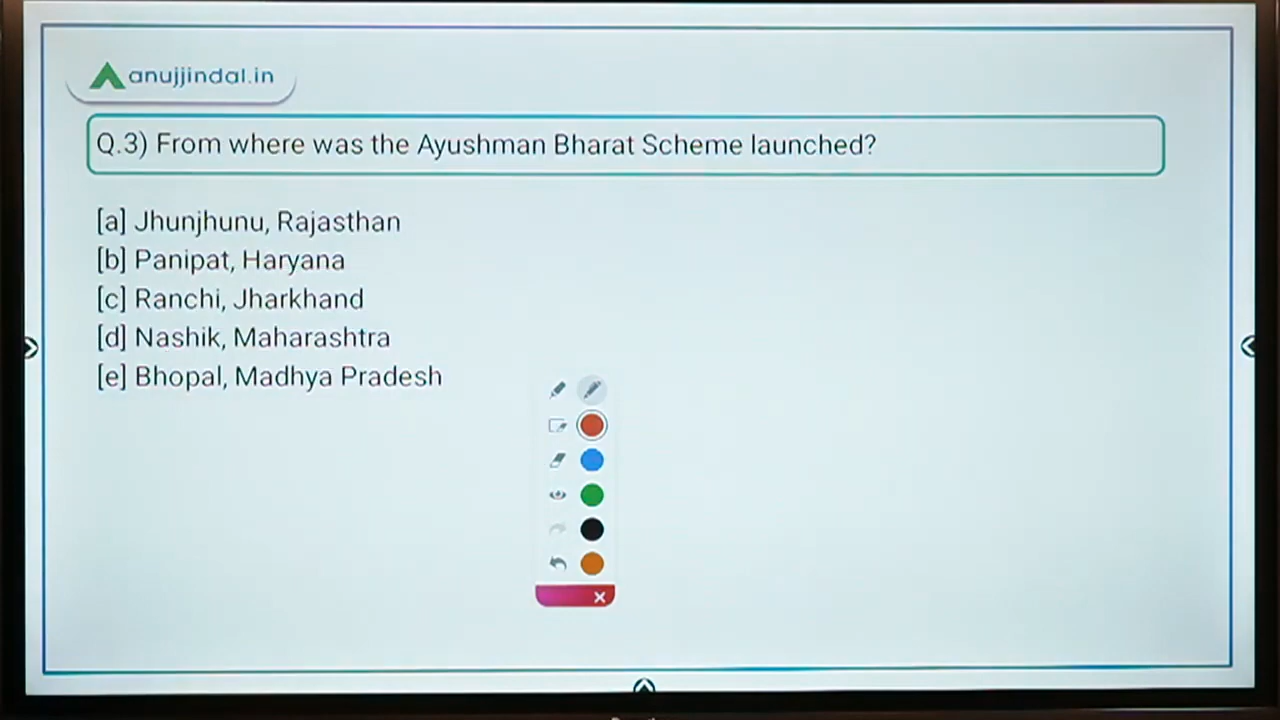 anujjindal.in
Q.3) From where was the Ayushman Bharat Scheme launched?
[a] Jhunjhunu, Rajasthan
[b] Panipat, Haryana
[c] Ranchi, Jharkhand
[d] Nashik, Maharashtra
[e] Bhopal, Madhya Pradesh